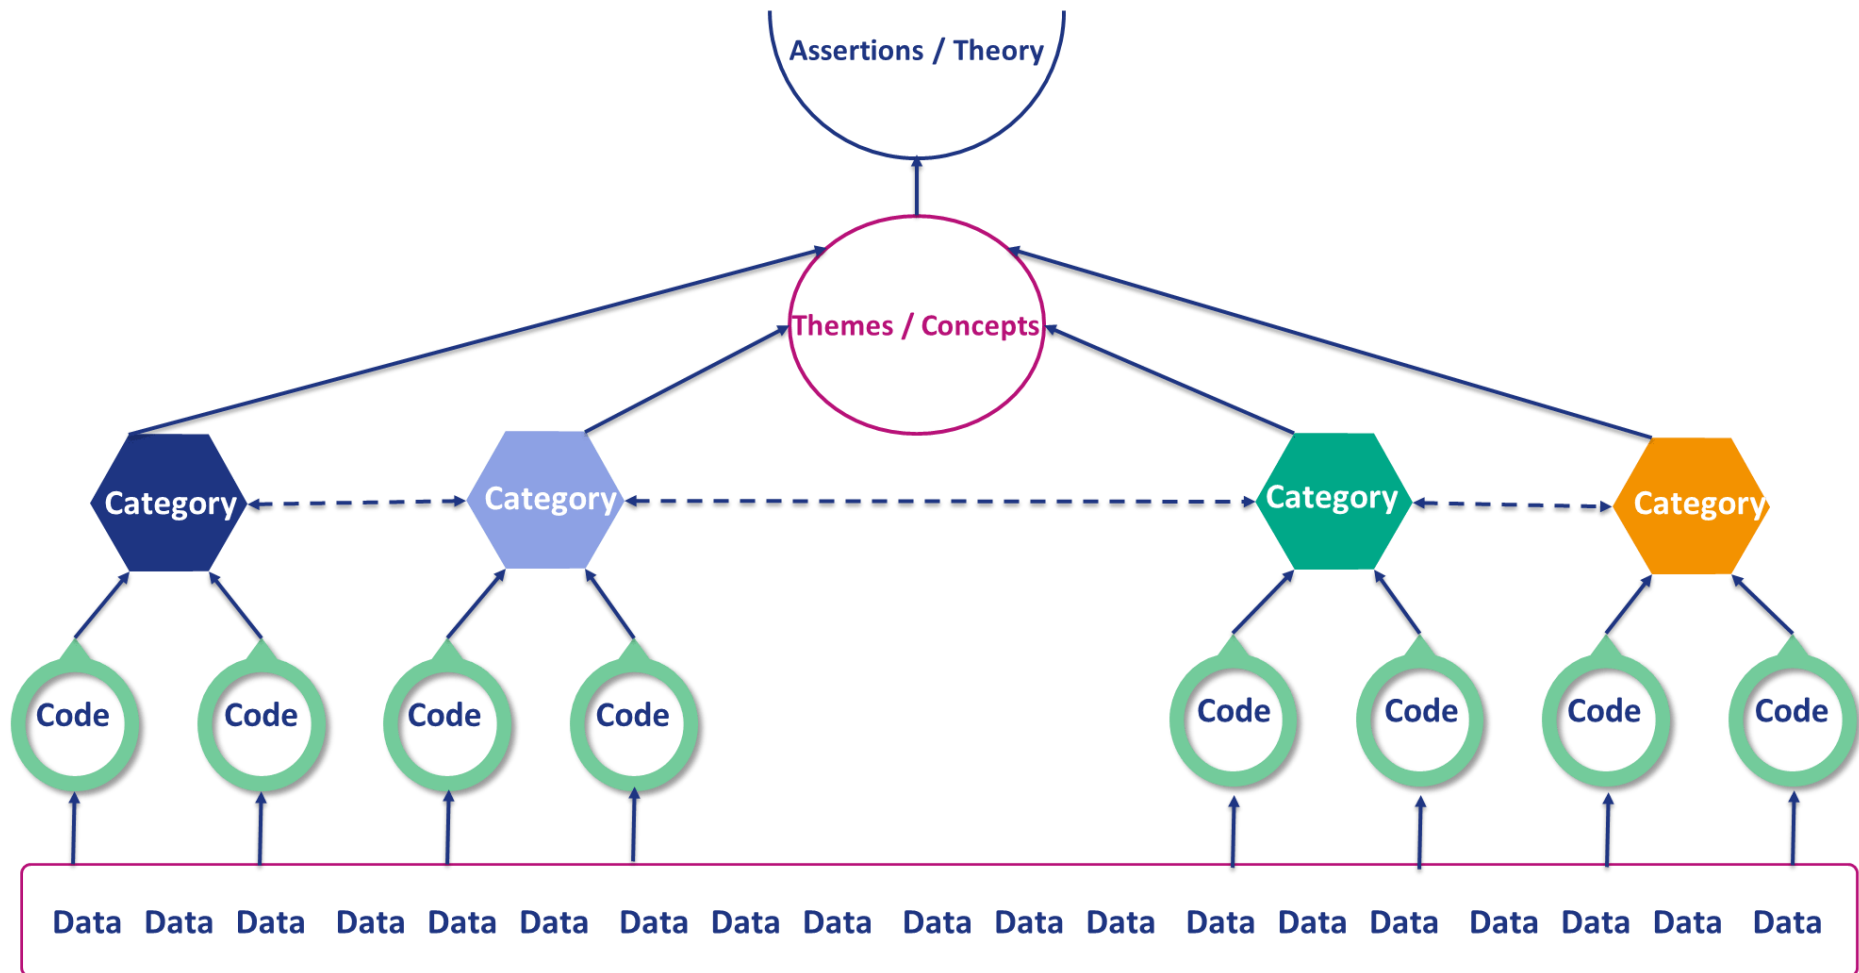 Assertions / Theory
Themes / Concepts
Category Category Category Category
Code Code Code Code Code Code Code Code
Data Data Data Data Data Data Data Data Data Data Data Data Data Data Data Data Data Data Data